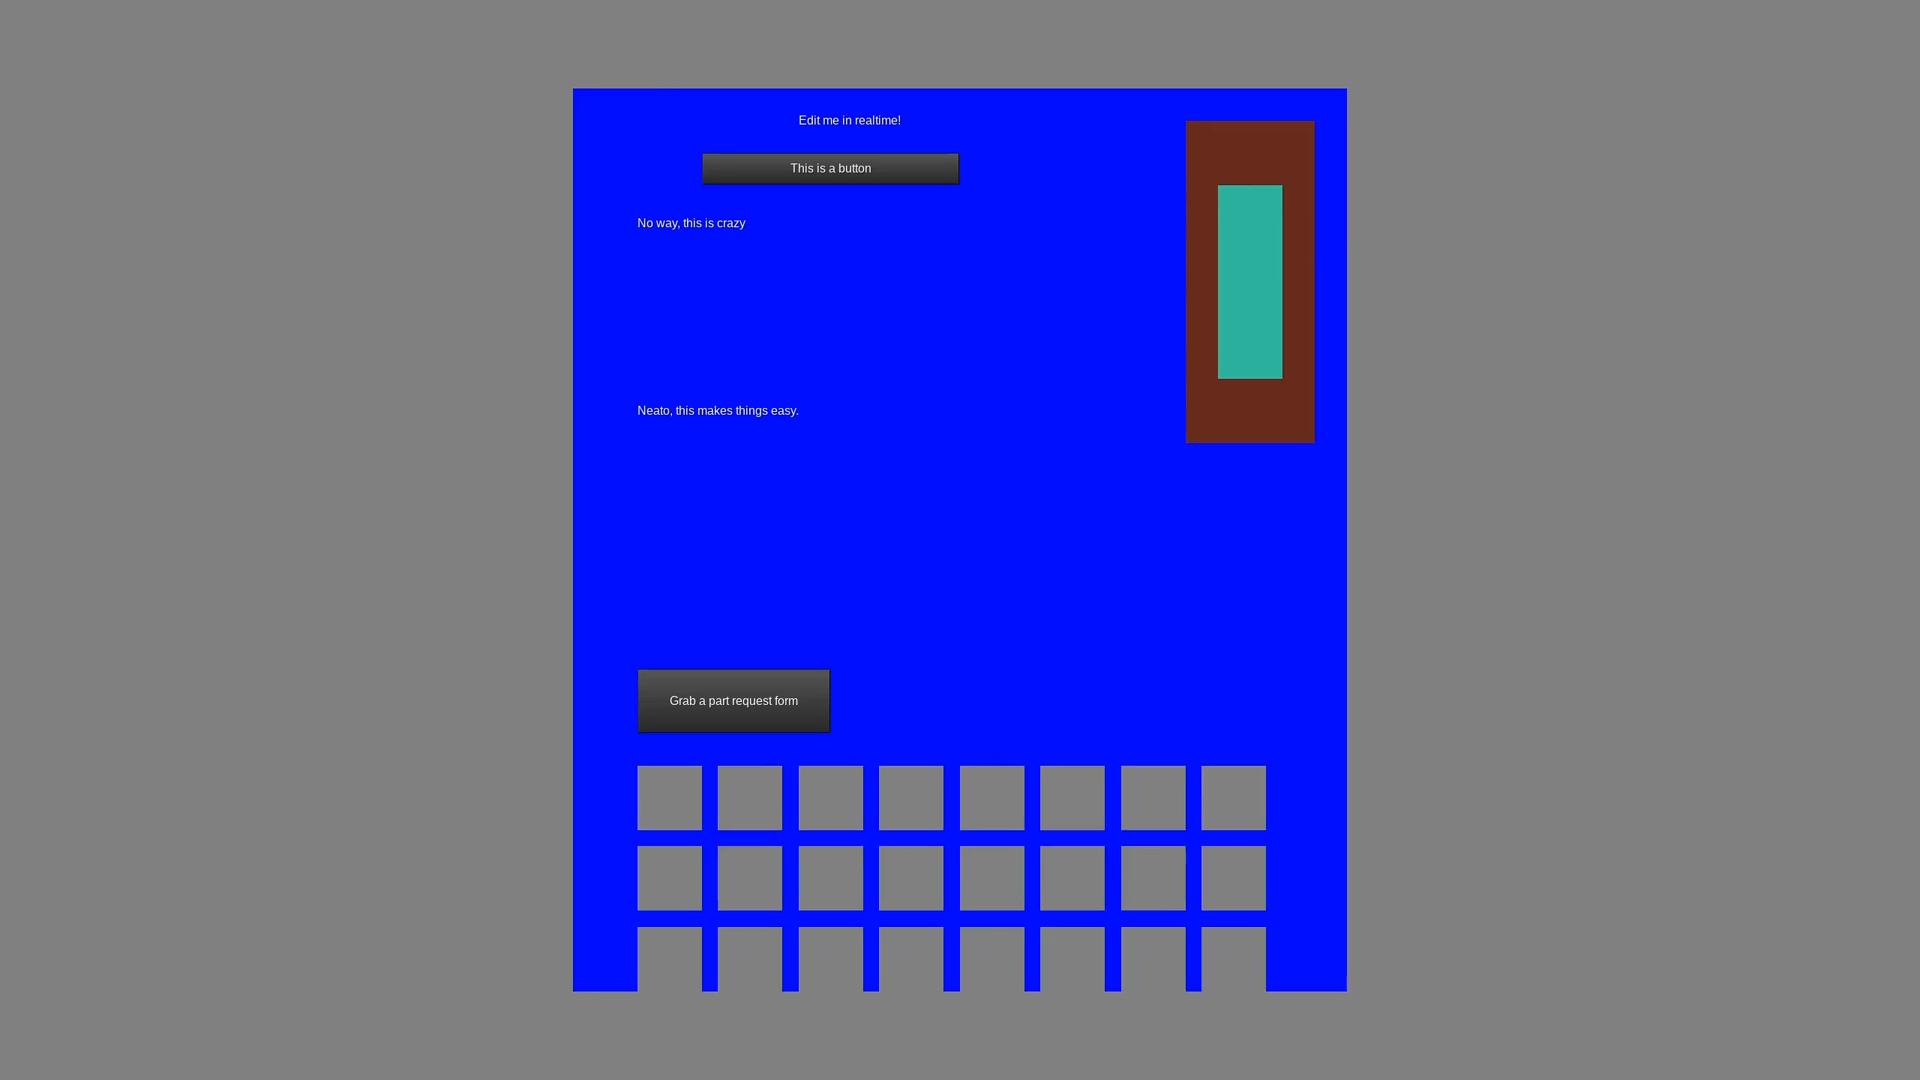 Edit me in realtime!
This is a button
No way, this is crazy
Neato, this makes things easy.
Grab a part request form